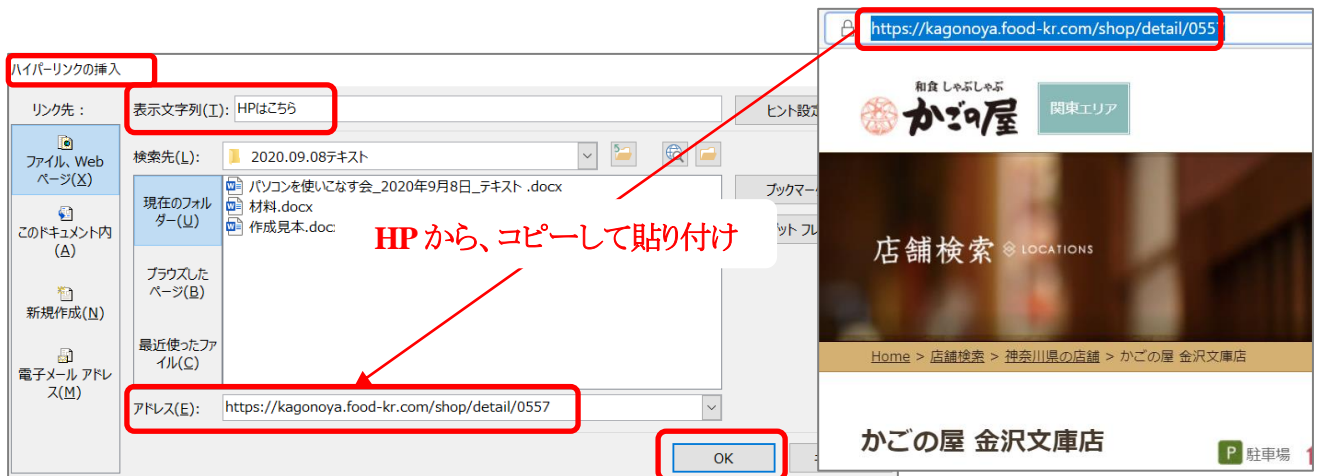 ハイパーリンクの挿入
リンク先：
表示文字列(T): HPはこちら
ヒント設定
ファイル、Web
ページ(X)
検索先(L): 2020.09.08テキスト
現在のフォル
ダー(U)
パソコンを使いこなす会_2020年9月8日_テキスト .docx
材料.docx
作成見本.doc
ブックマー
このドキュメント内
(A)
ット フレ
HP から、コピーして貼り付け
ブラウズした
ページ(B)
新規作成(N)
最近使ったファ
イル(C)
電子メール アドレ
ス(M)
アドレス(E): https://kagonoya.food-kr.com/shop/detail/0557
OK
https://kagonoya.food-kr.com/shop/detail/0557
和食 しゃぶしゃぶ
かごの屋
関東エリア
店舗検索 LOCATIONS
Home > 店舗検索 > 神奈川県の店舗 > かごの屋 金沢文庫店
かごの屋 金沢文庫店
P 駐車場